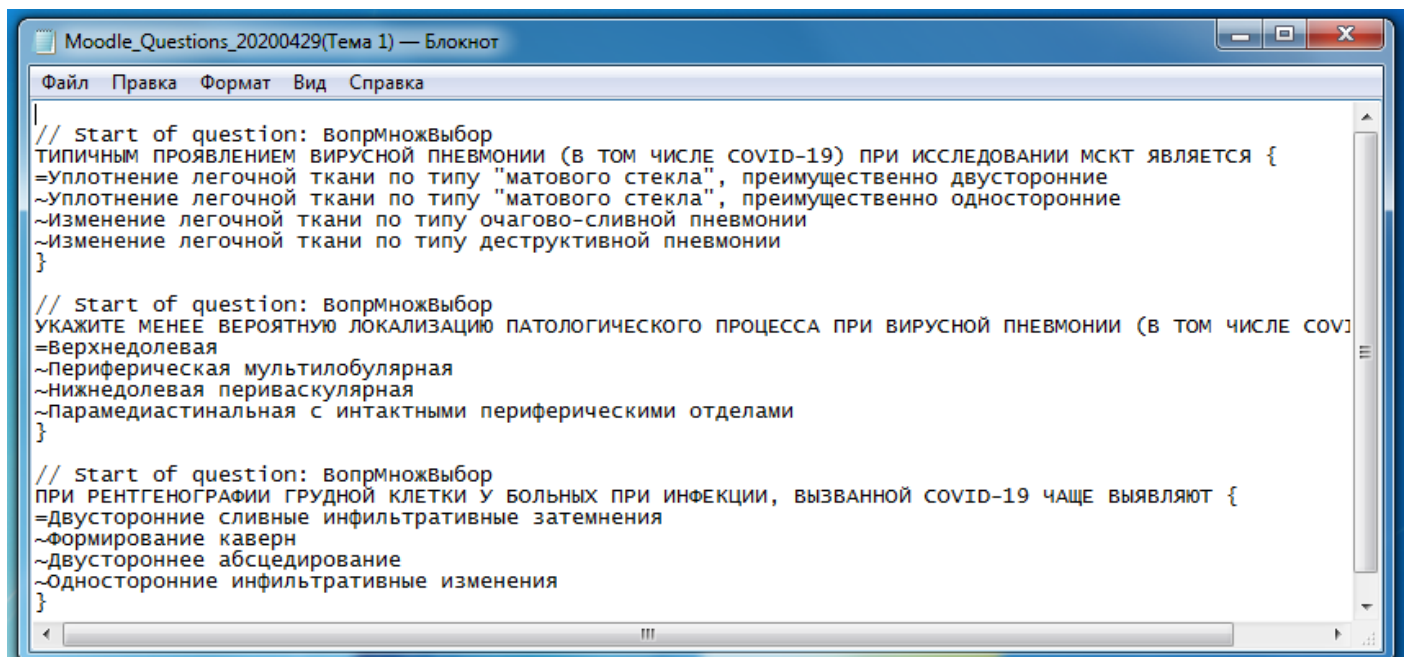 Moodle_Questions_20200429(Тема 1) — Блокнот
Файл Правка Формат Вид Справка
// Start of question: ВопрМножВыбор
ТИПИЧНЫМ ПРОЯВЛЕНИЕМ ВИРУСНОЙ ПНЕВМОНИИ (В ТОМ ЧИСЛЕ COVID-19) ПРИ ИССЛЕДОВАНИИ МСКТ ЯВЛЯЕТСЯ {
=Уплотнение легочной ткани по типу "матового стекла", преимущественно двусторонние
~Уплотнение легочной ткани по типу "матового стекла", преимущественно односторонние
~Изменение легочной ткани по типу очагово-сливной пневмонии
~Изменение легочной ткани по типу деструктивной пневмонии
}
// Start of question: ВопрМножВыбор
УКАЖИТЕ МЕНЕЕ ВЕРОЯТНУЮ ЛОКАЛИЗАЦИЮ ПАТОЛОГИЧЕСКОГО ПРОЦЕССА ПРИ ВИРУСНОЙ ПНЕВМОНИИ (В ТОМ ЧИСЛЕ
=Верхнедолевая
~Периферическая мультилобулярная
~Нижнедолевая периваскулярная
~Парамедиастинальная с интактными периферическими отделами
}
// Start of question: ВопрМножВыбор
ПРИ РЕНТГЕНОГРАФИИ ГРУДНОЙ КЛЕТКИ У БОЛЬНЫХ ПРИ ИНФЕКЦИИ, ВЫЗВАННОЙ COVID-19 ЧАЩЕ ВЫЯВЛЯЮТ {
=Двусторонние сливные инфильтративные затемнения
~Формирование каверн
~Двустороннее абсцедирование
~Односторонние инфильтративные изменения
}